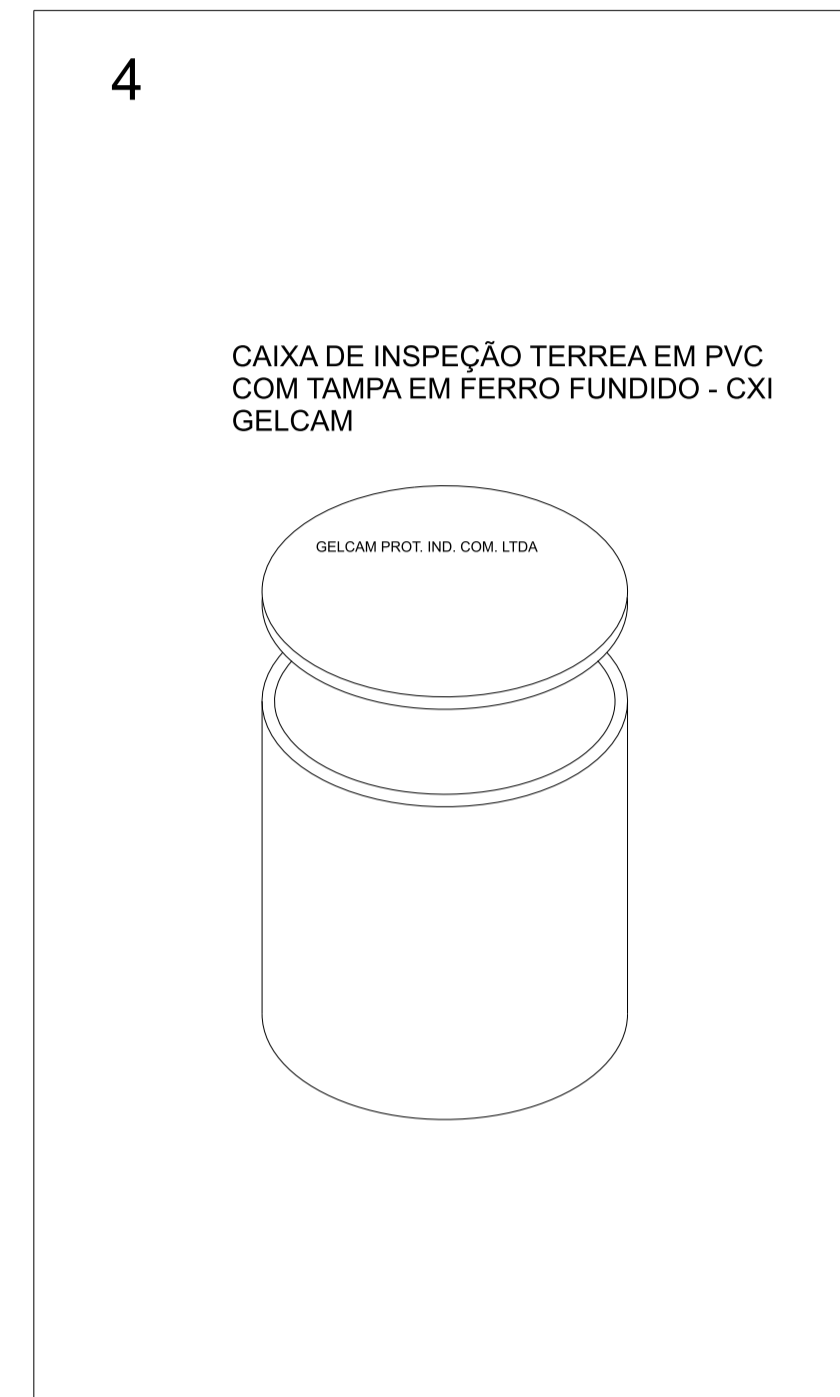 4
CAIXA DE INSPEÇÃO TERREA EM PVC
COM TAMPA EM FERRO FUNDIDO - CXI
GELCAM
GELCAM PROT. IND. COM. LTDA